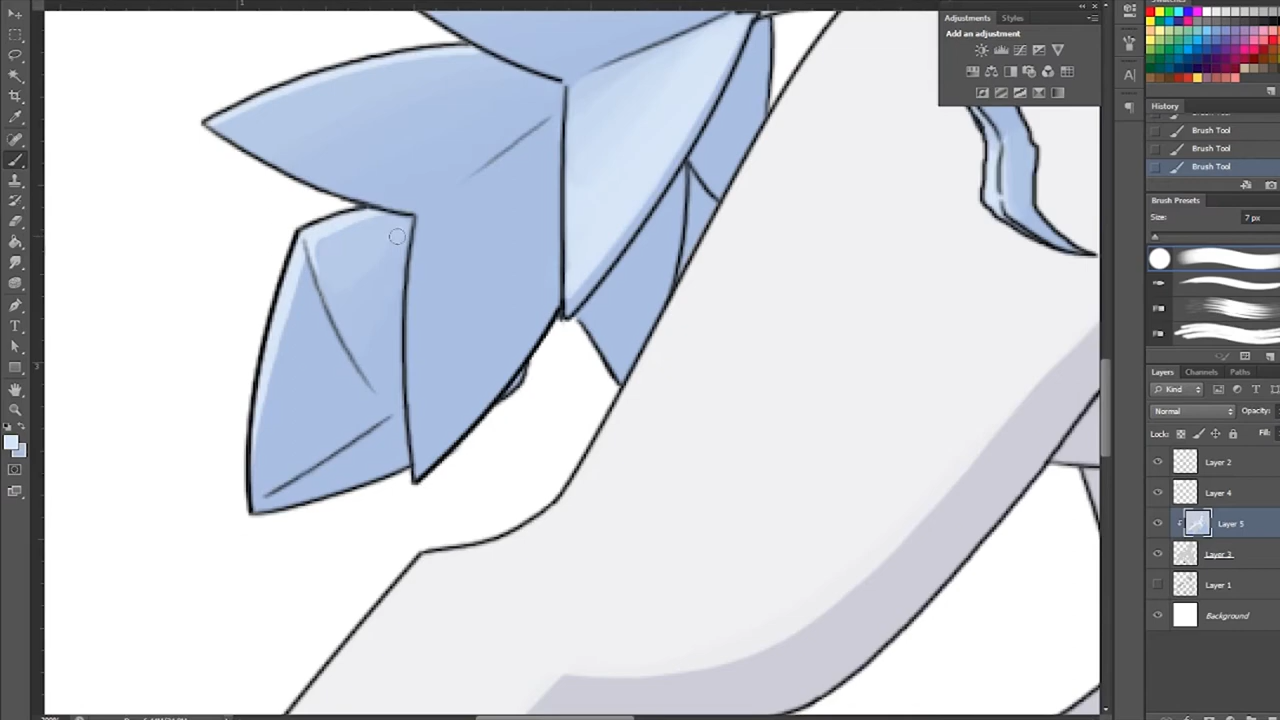 Swatches
Adjustments
Styles
Add an adjustment
History
Brush Tool
Brush Tool
Brush Tool
Brush Presets
Size:
7 px
Layers
Channels
Paths
Kind
Normal
Opacity:
Lock:
Fill:
Layer 2
Layer 4
Layer 5
Layer 3
Layer 1
Background